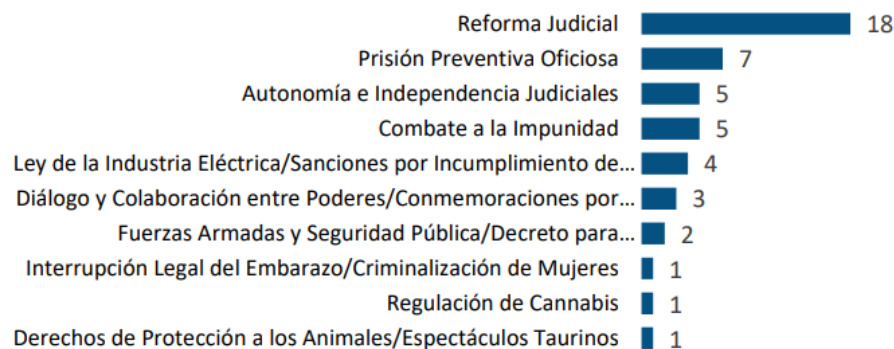 Reforma Judicial 18
Prisión Preventiva Oficiosa 7
Autonomía e Independencia Judiciales 5
Combate a la Impunidad 5
Ley de la Industria Eléctrica/Sanciones por Incumplimiento de... 4
Diálogo y Colaboración entre Poderes/Conmemoraciones por... 3
Fuerzas Armadas y Seguridad Pública/Decreto para... 2
Interrupción Legal del Embarazo/Criminalización de Mujeres 1
Regulación de Cannabis 1
Derechos de Protección a los Animales/Espectáculos Taurinos 1